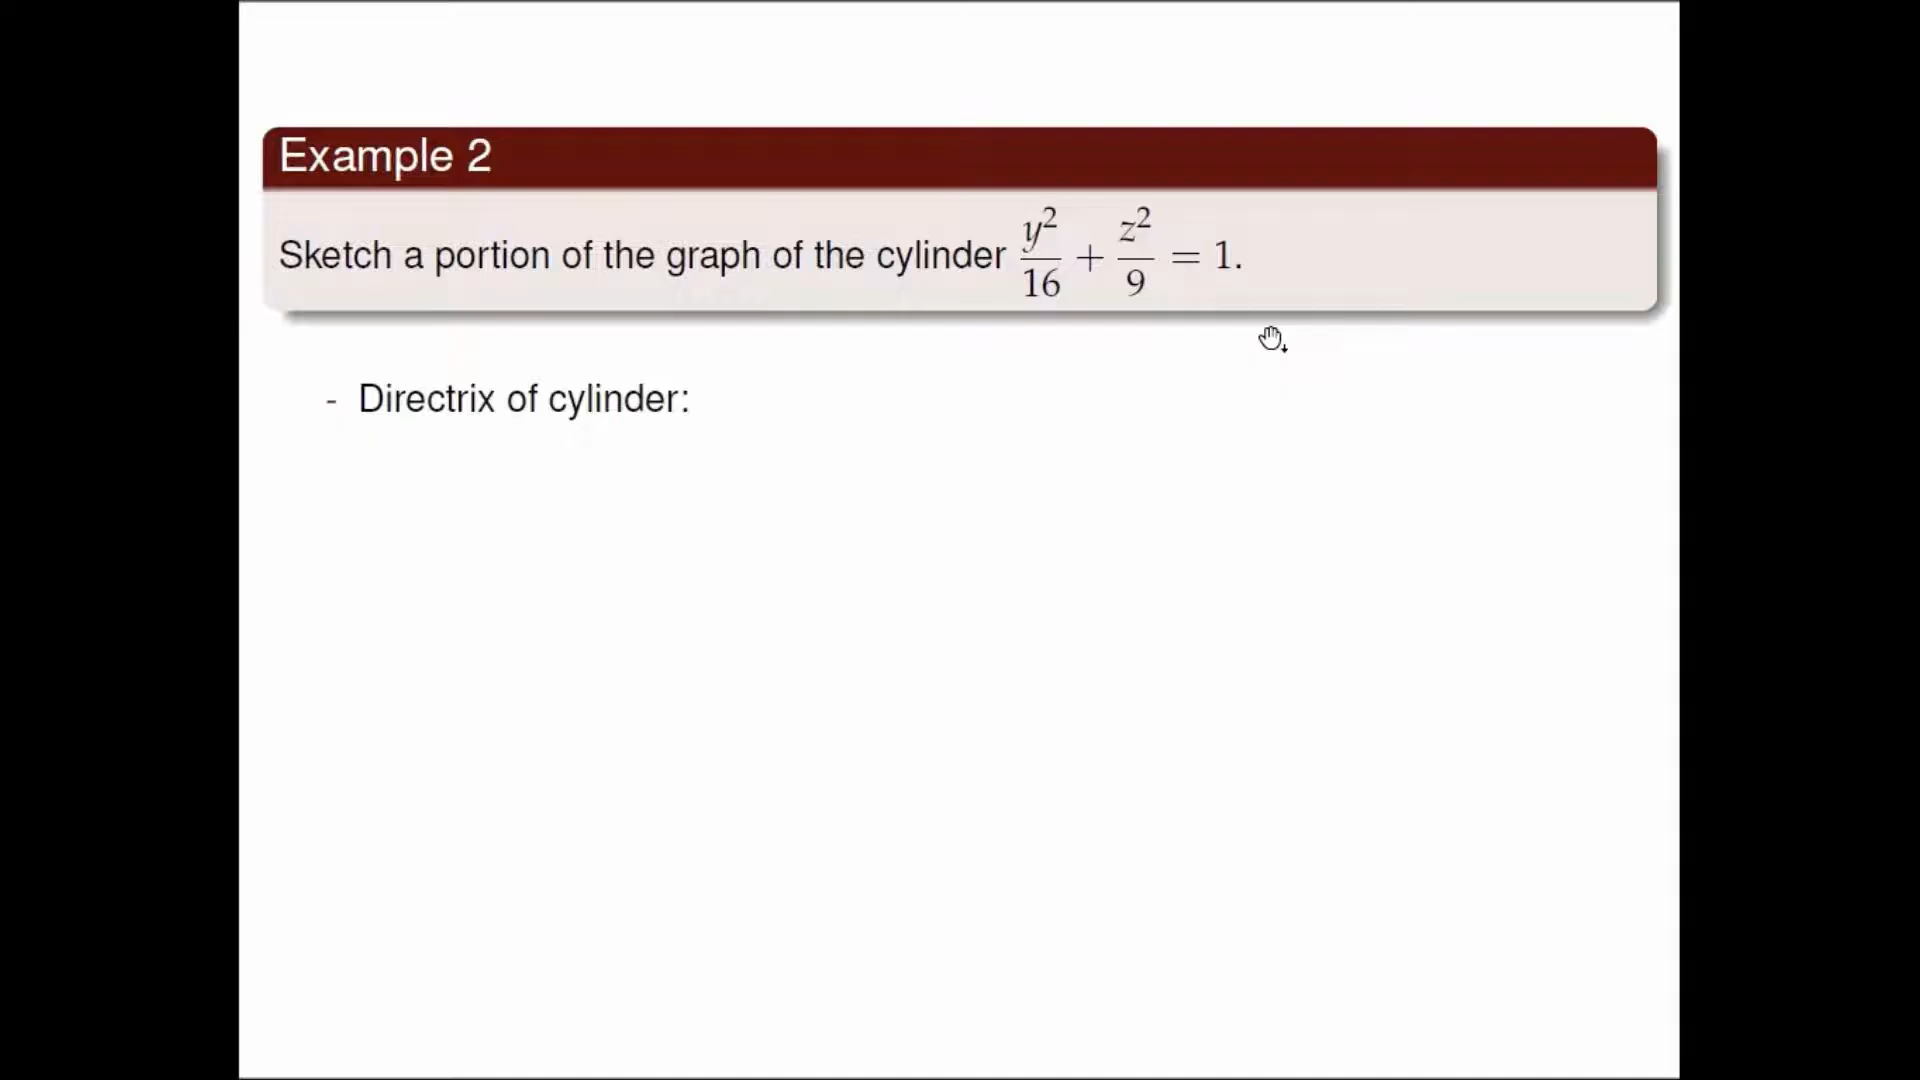 Example 2
Sketch a portion of the graph of the cylinder y²/16 + z²/9 = 1.
- Directrix of cylinder: